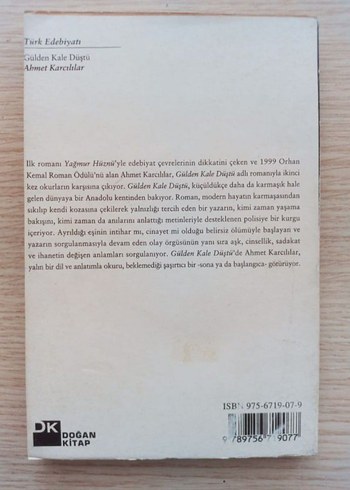 Türk Edebiyatı
Gülden Kale Düştü
Ahmet Karcılılar
İlk romanı Yağmur Hüznü'yle edebiyat çevrelerinin dikkatini çeken ve 1999 Orhan
Kemal Roman Ödülü'nü alan Ahmet Karcılılar, Gülden Kale Düştü adlı romanıyla ikinci
kez okurların karşısına çıkıyor. Gülden Kale Düştü, küçüldükçe daha da karmaşık hale
gelen dünyaya bir Anadolu kentinden bakıyor. Roman, modern hayatın karmaşasından
sıkılıp kendi kozasına çekilerek yalnızlığı tercih eden bir yazarın, kimi zaman yaşama
bakışını, kimi zaman da anılarını anlattığı metinleriyle desteklenen polisiye bir kurgu
içeriyor. Ayrıldığı eşinin intihar mı, cinayet mi olduğu belirsiz ölümüyle başlayan ve
yazarın sorgulanmasıyla devam eden olay örgüsünün yanı sıra aşk, cinsellik, sadakat
ve ihanetin değişen anlamları sorgulanıyor. Gülden Kale Düştü'de Ahmet Karcılılar,
yalın bir dil ve anlatımla okuru, beklemediği şaşırtıcı bir -sona ya da başlangıca- götürüyor.
ISBN 975-6719-07-9
DK
DOĞAN
KİTAP
9 789756 719077